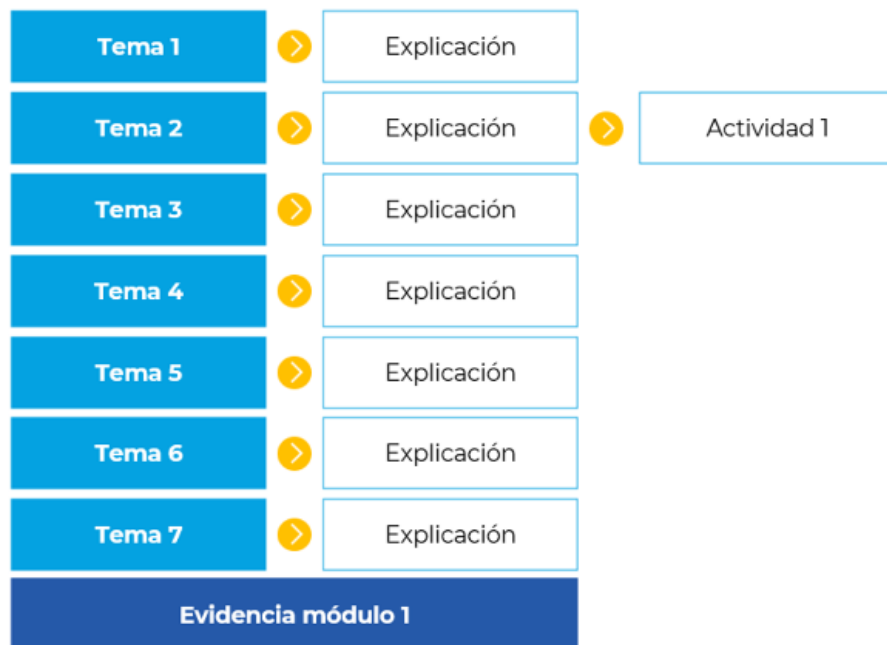 Tema 1 Explicación
Tema 2 Explicación Actividad 1
Tema 3 Explicación
Tema 4 Explicación
Tema 5 Explicación
Tema 6 Explicación
Tema 7 Explicación
Evidencia módulo 1